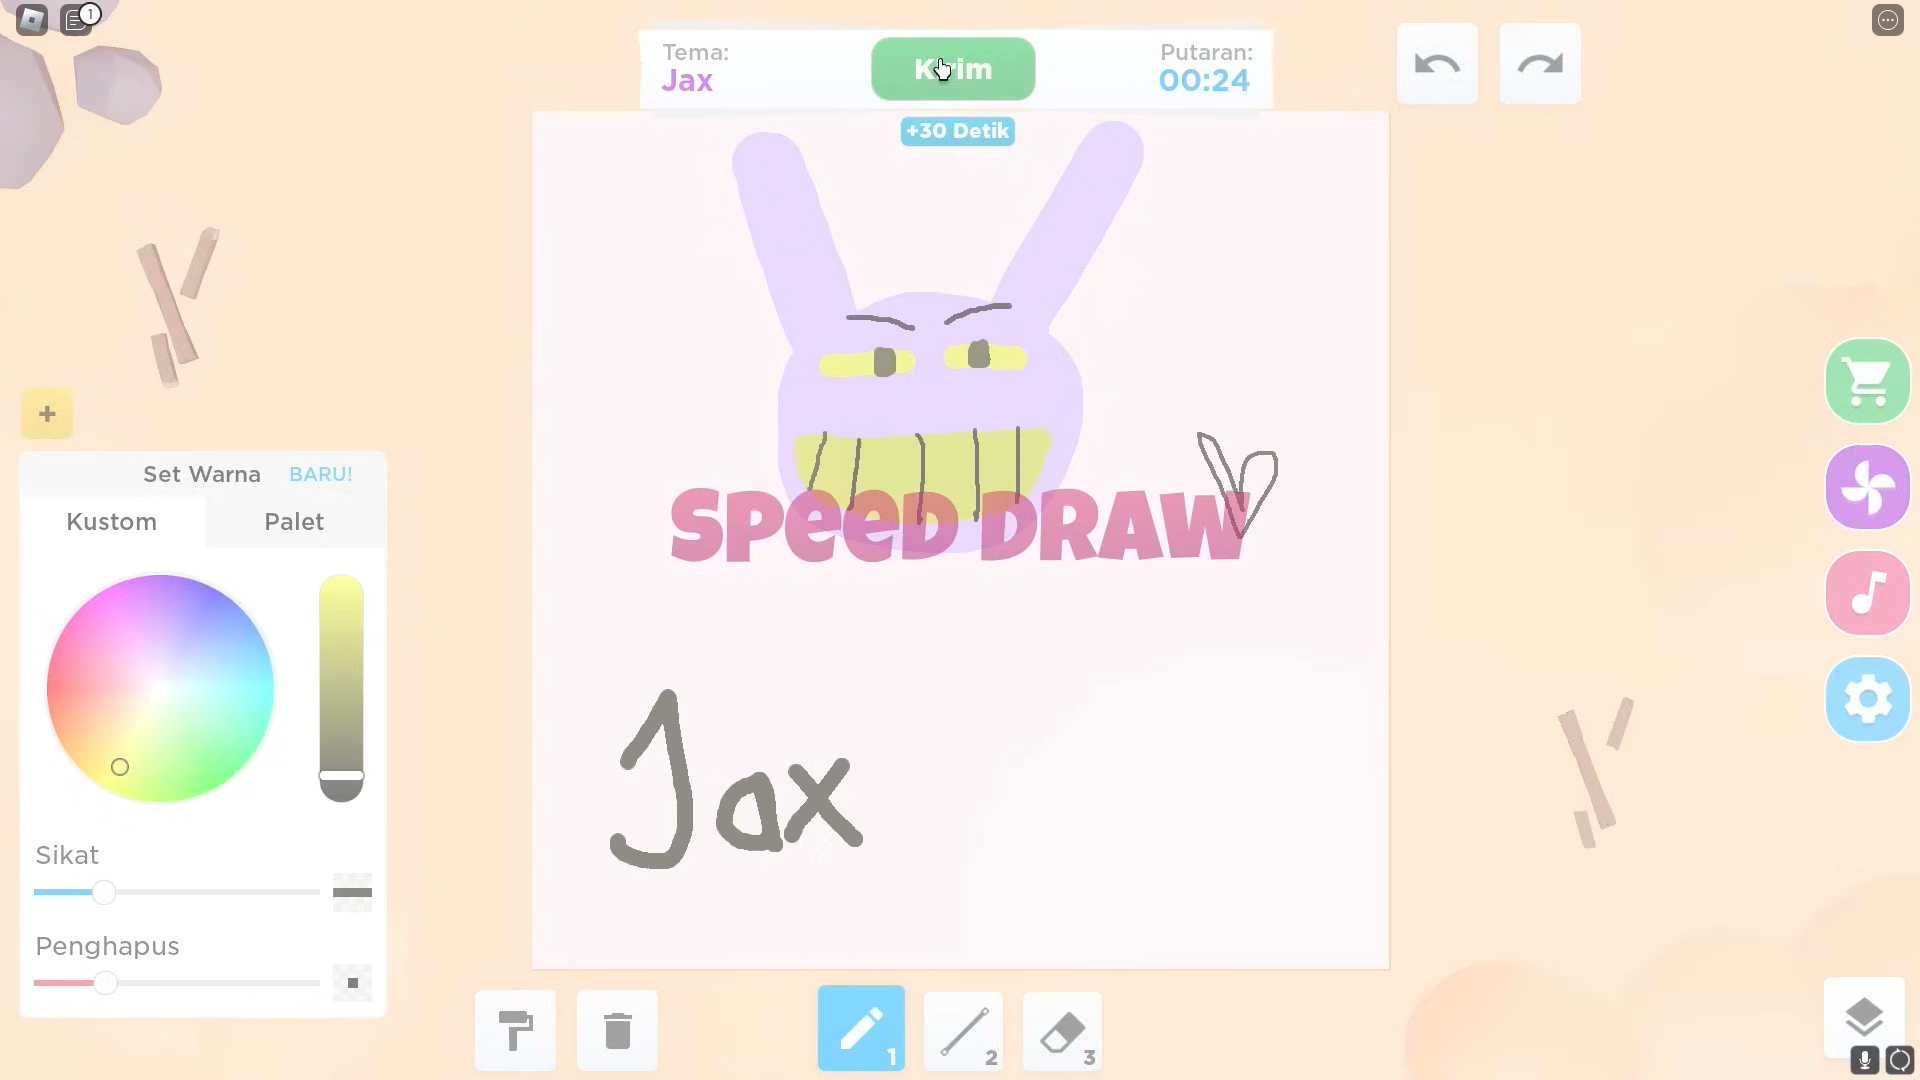 1
Tema:
Jax
Kirim
Putaran:
00:24
+30 Detik
SPeeD DRAW
Jax
+
Set Warna BARU!
Kustom Palet
Sikat
Penghapus
1
2
3